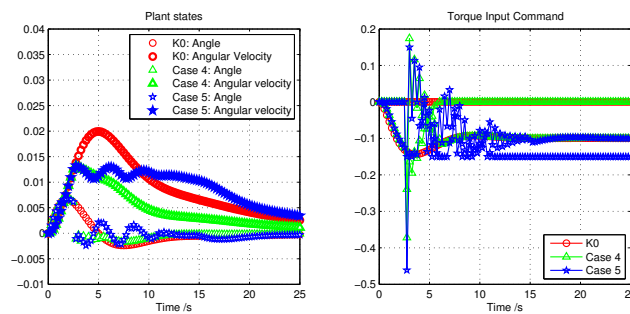 Plant states
0.04
0.035
0.03
0.025
0.02
0.015
0.01
0.005
0
−0.005
−0.01
0 5 10 15 20 25
Time /s
K0: Angle
K0: Angular Velocity
Case 4: Angle
Case 4: Angular velocity
Case 5: Angle
Case 5: Angular velocity
Torque Input Command
0.2
0.1
0
−0.1
−0.2
−0.3
−0.4
−0.5
0 5 10 15 20 25
Time /s
K0
Case 4
Case 5